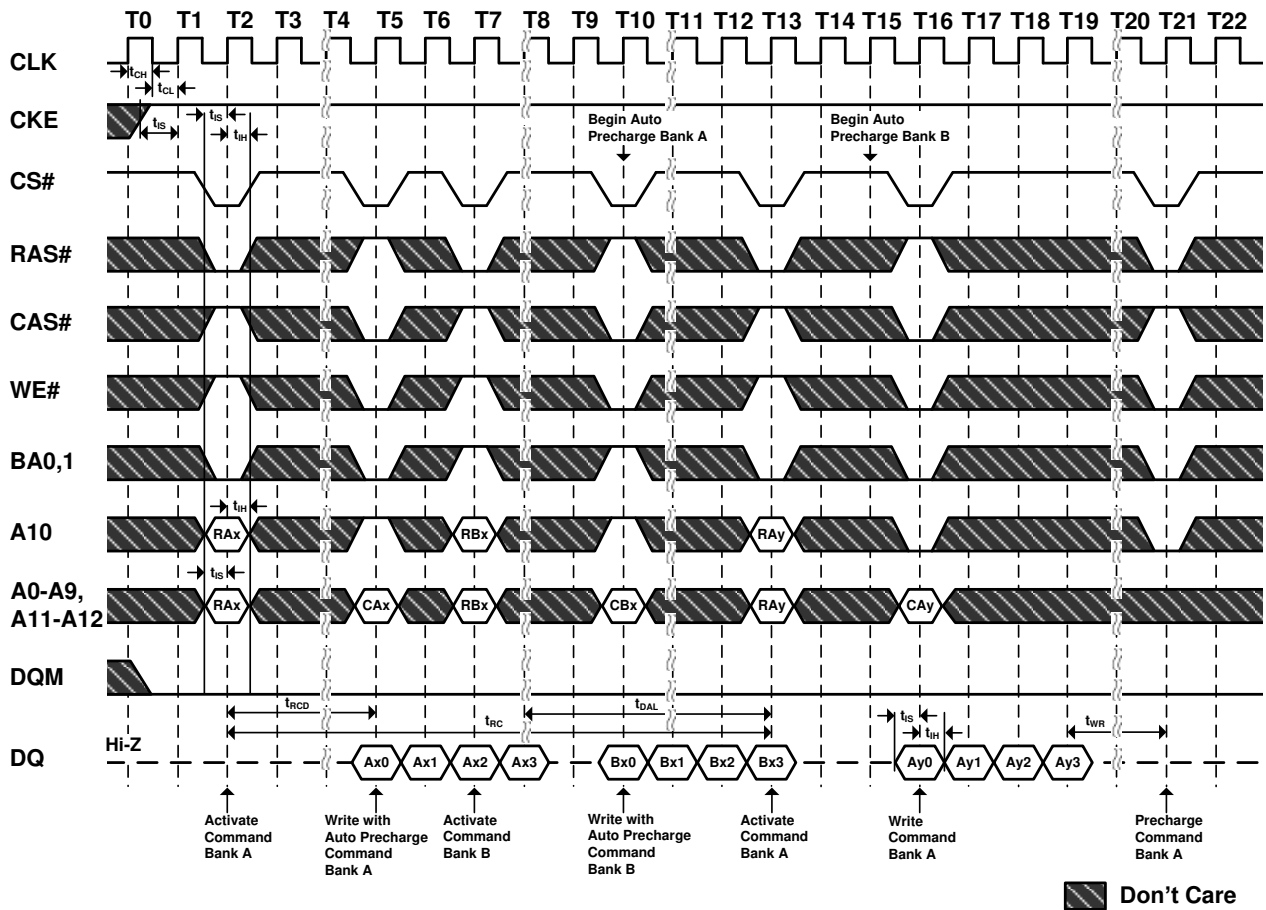 T0 T1 T2 T3 T4 T5 T6 T7 T8 T9 T10 T11 T12 T13 T14 T15 T16 T17 T18 T19 T20 T21 T22
CLK
tCH
tCL
CKE
tIS
tIS
tIH
Begin Auto
Precharge Bank A
Begin Auto
Precharge Bank B
CS#
RAS#
CAS#
WE#
BA0,1
tIH
A10
RAx RBx RAy
tIS
A0-A9,
A11-A12
RAx CAx RBx CBx RAy CAy
DQM
tRCD
tDAL
tRC
tIS
tIH
tWR
Hi-Z
DQ
Ax0 Ax1 Ax2 Ax3 Bx0 Bx1 Bx2 Bx3 Ay0 Ay1 Ay2 Ay3
Activate
Command
Bank A
Write with
Auto Precharge
Command
Bank A
Activate
Command
Bank B
Write with
Auto Precharge
Command
Bank B
Activate
Command
Bank A
Write
Command
Bank A
Precharge
Command
Bank A
Don't Care